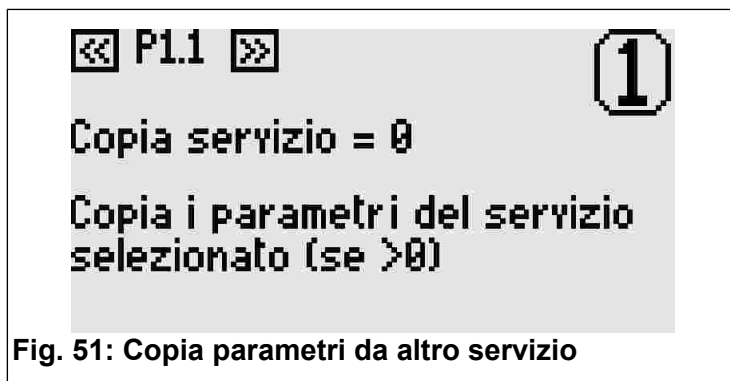 « P1.1 »
1
Copia servizio = 0
Copia i parametri del servizio
selezionato (se >0)
Fig. 51: Copia parametri da altro servizio